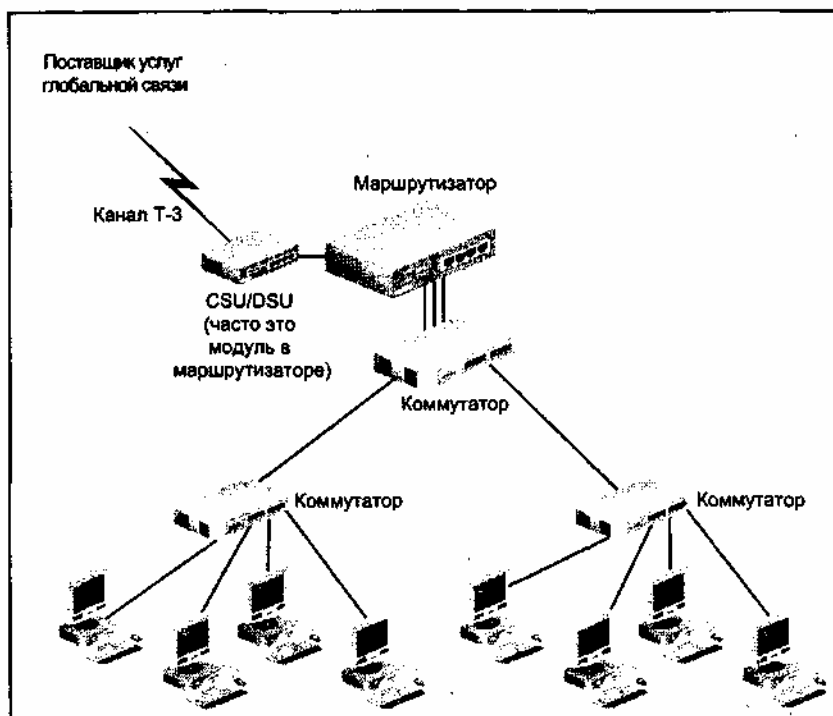 Поставщик услуг
глобальной связи
Маршрутизатор
Канал Т-3
CSU/DSU
(часто это
модуль в
маршрутизаторе)
Коммутатор
Коммутатор
Коммутатор